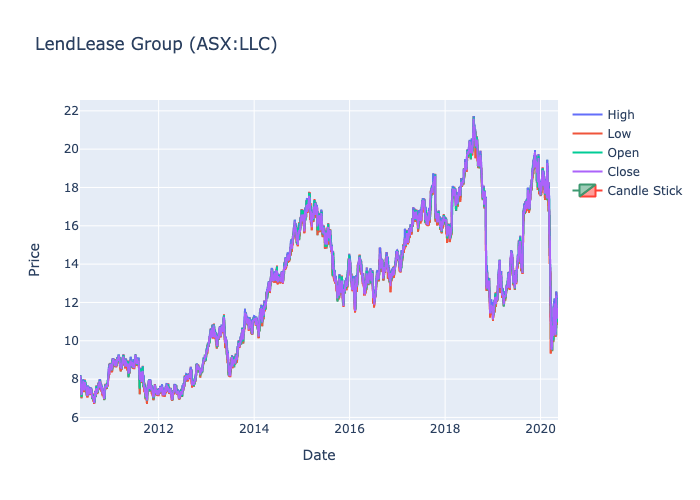 LendLease Group (ASX:LLC)
22
20
18
16
14
12
10
8
6
Price
2012
2014
2016
2018
2020
Date
High
Low
Open
Close
Candle Stick